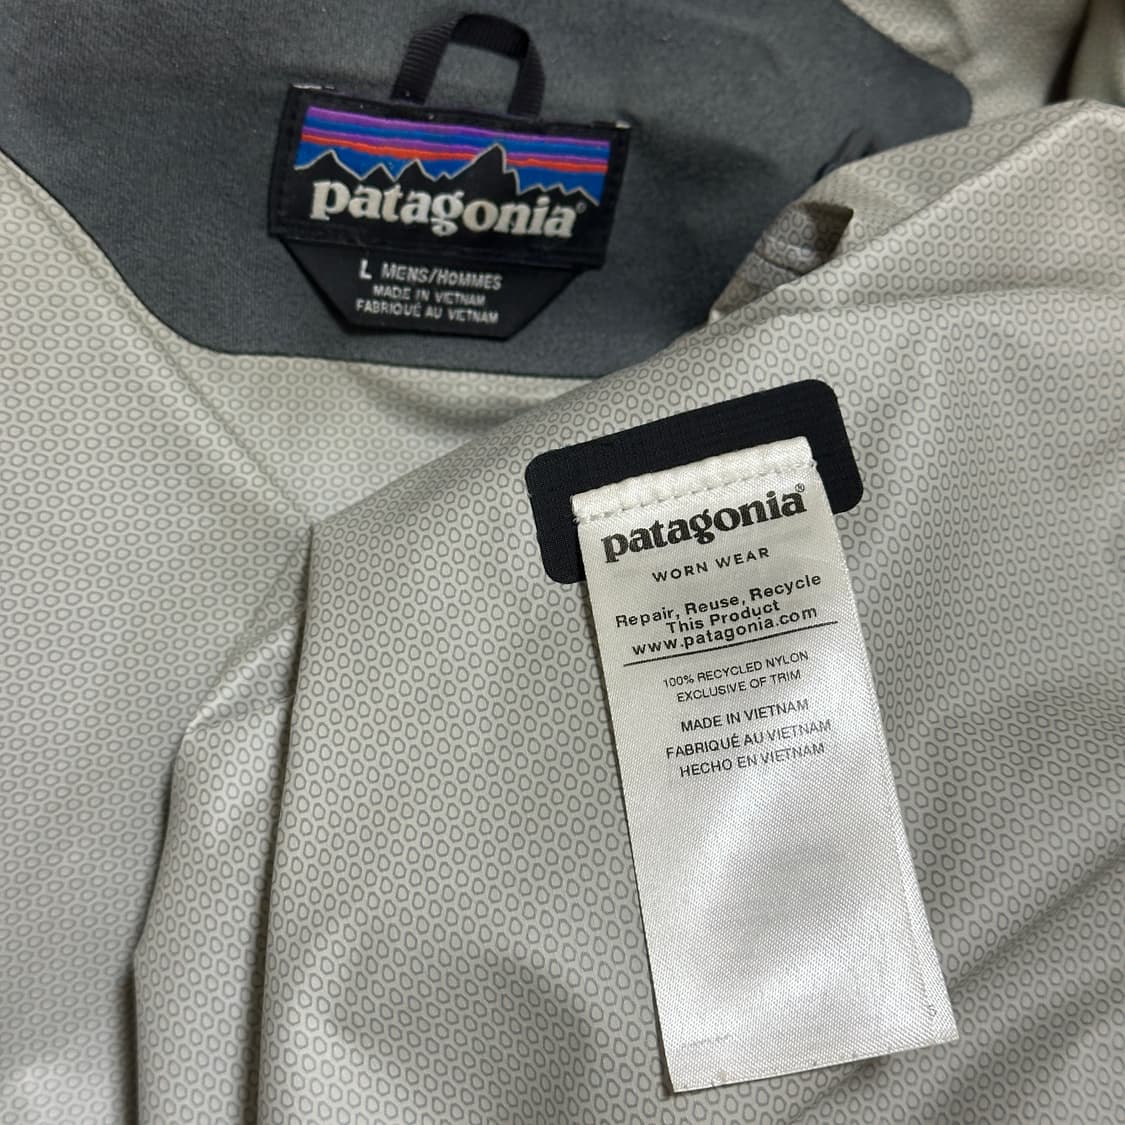 patagonia®
L MENS/HOMMES
MADE IN VIETNAM
FABRIQUÉ AU VIETNAM
patagonia®
WORN WEAR
Repair, Reuse, Recycle
This Product
www.patagonia.com
100% RECYCLED NYLON
EXCLUSIVE OF TRIM
MADE IN VIETNAM
FABRIQUÉ AU VIETNAM
HECHO EN VIETNAM